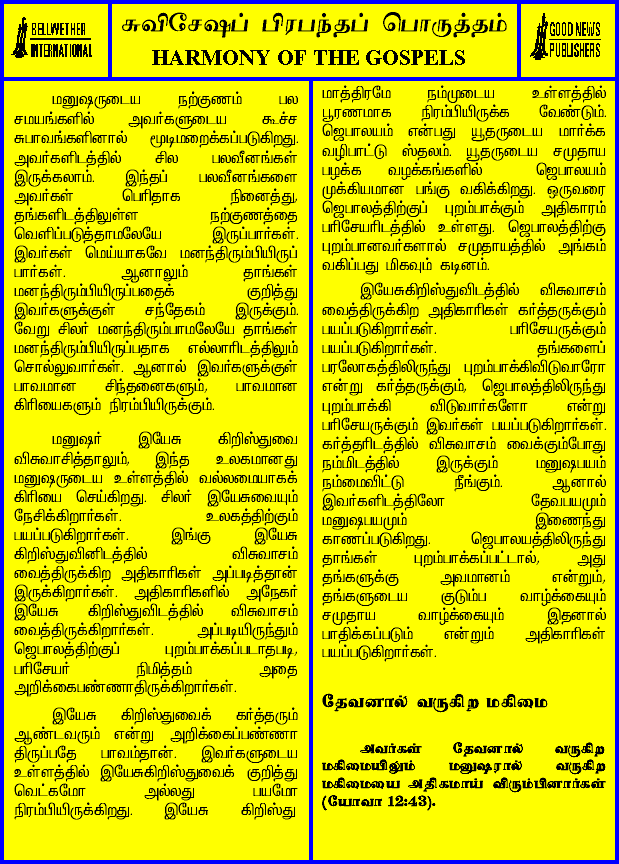 BELLWETHER
INTERNATIONAL
சுவிசேஷப் பிரபந்தப் பொருத்தம்
HARMONY OF THE GOSPELS
GOOD NEWS
PUBLISHERS
மனுஷருடைய நற்குணம் பல
சமயங்களில் அவர்களுடைய கூச்ச
சுபாவங்களினால் மூடிமறைக்கப்படுகிறது.
அவர்களிடத்தில் சில பலவீனங்கள்
இருக்கலாம். இந்தப் பலவீனங்களை
அவர்கள் பெரிதாக நினைத்து,
தங்களிடத்திலுள்ள நற்குணத்தை
வெளிப்படுத்தாமலேயே இருப்பார்கள்.
இவர்கள் மெய்யாகவே மனந்திரும்பியிருப்
பார்கள். ஆனாலும் தாங்கள்
மனந்திரும்பியிருப்பதைக் குறித்து
இவர்களுக்குள் சந்தேகம் இருக்கும்.
வேறு சிலர் மனந்திரும்பாமலேயே தாங்கள்
மனந்திரும்பியிருப்பதாக எல்லாரிடத்திலும்
சொல்லுவார்கள். ஆனால் இவர்களுக்குள்
பாவமான சிந்தனைகளும், பாவமான
கிரியைகளும் நிரம்பியிருக்கும்.
மனுஷர் இயேசு கிறிஸ்துவை
விசுவாசித்தாலும், இந்த உலகமானது
மனுஷருடைய உள்ளத்தில் வல்லமையாகக்
கிரியை செய்கிறது. சிலர் இயேசுவையும்
நேசிக்கிறார்கள். உலகத்திற்கும்
பயப்படுகிறார்கள். இங்கு இயேசு
கிறிஸ்துவினிடத்தில் விசுவாசம்
வைத்திருக்கிற அதிகாரிகள் அப்படித்தான்
இருக்கிறார்கள். அதிகாரிகளில் அநேகர்
இயேசு கிறிஸ்துவிடத்தில் விசுவாசம்
வைத்திருக்கிறார்கள். அப்படியிருந்தும்
ஜெபாலத்திற்குப் புறம்பாக்கப்படாதபடி,
பரிசேயர் நிமித்தம் அதை
அறிக்கைபண்ணாதிருக்கிறார்கள்.
இயேசு கிறிஸ்துவைக் கர்த்தரும்
ஆண்டவரும் என்று அறிக்கைப்பண்ணா
திருப்பதே பாவம்தான். இவர்களுடைய
உள்ளத்தில் இயேசுகிறிஸ்துவைக் குறித்து
வெட்கமோ அல்லது பயமோ
நிரம்பியிருக்கிறது. இயேசு கிறிஸ்து
மாத்திரமே நம்முடைய உள்ளத்தில்
பூரணமாக நிரம்பியிருக்க வேண்டும்.
ஜெபாலயம் என்பது யூதருடைய மார்க்க
வழிபாட்டு ஸ்தலம். யூதருடைய சமுதாய
பழக்க வழக்கங்களில் ஜெபாலயம்
முக்கியமான பங்கு வகிக்கிறது. ஒருவரை
ஜெபாலத்திற்குப் புறம்பாக்கும் அதிகாரம்
பரிசேயரிடத்தில் உள்ளது. ஜெபாலத்திற்கு
புறம்பானவர்களால் சமுதாயத்தில் அங்கம்
வகிப்பது மிகவும் கடினம்.
இயேசுகிறிஸ்துவிடத்தில் விசுவாசம்
வைத்திருக்கிற அதிகாரிகள் கர்த்தருக்கும்
பயப்படுகிறார்கள். பரிசேயருக்கும்
பயப்படுகிறார்கள். தங்களைப்
பரலோகத்திலிருந்து புறம்பாக்கிவிடுவாரோ
என்று கர்த்தருக்கும், ஜெபாலத்திலிருந்து
புறம்பாக்கி விடுவார்களோ என்று
பரிசேயருக்கும் இவர்கள் பயப்படுகிறார்கள்.
கர்த்தரிடத்தில் விசுவாசம் வைக்கும்போது
நம்மிடத்தில் இருக்கும் மனுஷபயம்
நம்மைவிட்டு நீங்கும். ஆனால்
இவர்களிடத்திலோ தேவபயமும்
மனுஷபயமும் இணைந்து
காணப்படுகிறது. ஜெபாலயத்திலிருந்து
தாங்கள் புறம்பாக்கப்பட்டால், அது
தங்களுக்கு அவமானம் என்றும்,
தங்களுடைய குடும்ப வாழ்க்கையும்
சமுதாய வாழ்க்கையும் இதனால்
பாதிக்கப்படும் என்றும் அதிகாரிகள்
பயப்படுகிறார்கள்.
தேவனால் வருகிற மகிமை
அவர்கள் தேவனால் வருகிற
மகிமையிலும் மனுஷரால் வருகிற
மகிமையை அதிகமாய் விரும்பினார்கள்
(யோவா 12:43).